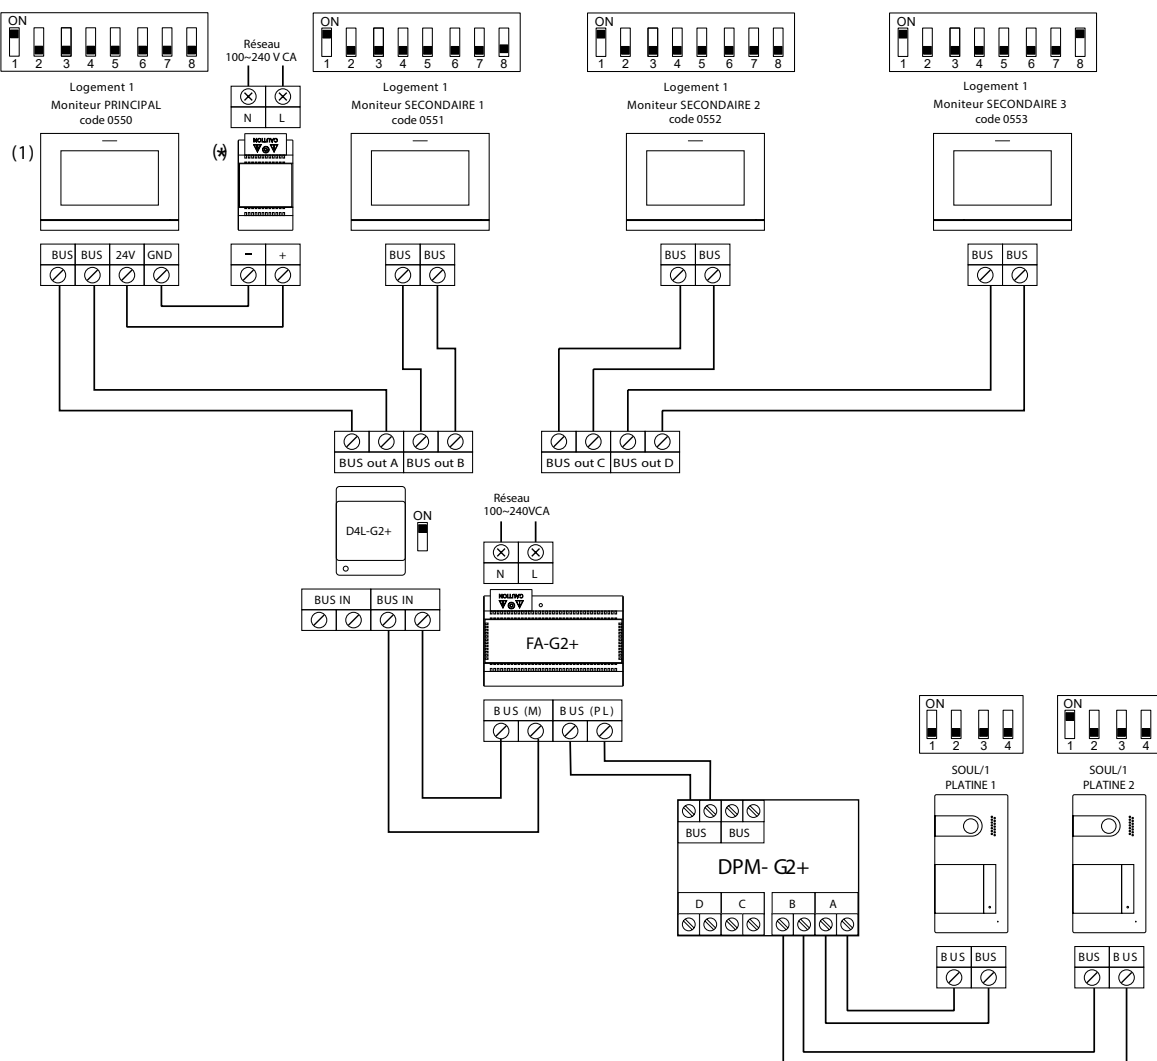 ON
1 2 3 4 5 6 7 8
Logement 1
Moniteur PRINCIPAL
code 0550
(1)
BUS BUS 24V GND
Réseau
100~240 V CA
N L
CAUTION
(*)
- +
ON
1 2 3 4 5 6 7 8
Logement 1
Moniteur SECONDAIRE 1
code 0551
BUS BUS
ON
1 2 3 4 5 6 7 8
Logement 1
Moniteur SECONDAIRE 2
code 0552
BUS BUS
ON
1 2 3 4 5 6 7 8
Logement 1
Moniteur SECONDAIRE 3
code 0553
BUS BUS
BUS out A BUS out B
BUS out C BUS out D
D4L-G2+
ON
BUS IN BUS IN
Réseau
100~240VCA
N L
CAUTION
FA-G2+
BUS (M) BUS (PL)
BUS BUS
DPM- G2+
D C B A
ON
1 2 3 4
SOUL/1
PLATINE 1
BUS BUS
ON
1 2 3 4
SOUL/1
PLATINE 2
BUS BUS